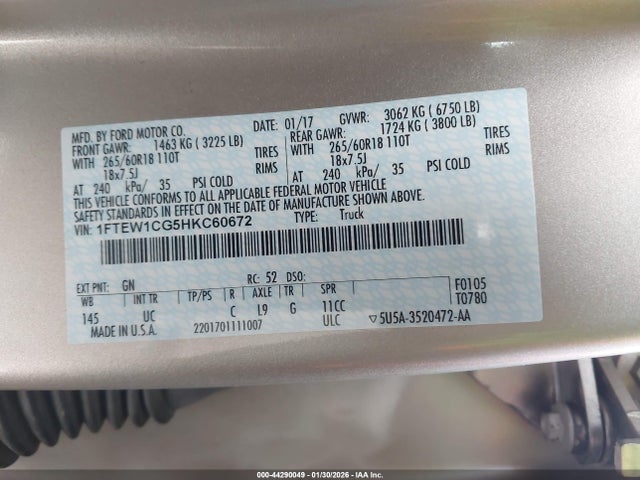 MFD. BY FORD MOTOR CO. DATE: 01/17 GVWR: 3062 KG ( 6750 LB)
FRONT GAWR: 1463 KG ( 3225 LB) REAR GAWR: 1724 KG ( 3800 LB)
WITH 265/60R18 110T TIRES WITH 265/60R18 110T TIRES
18x7.5J RIMS 18x7.5J RIMS
AT 240 kPa/ 35 PSI COLD AT 240 kPa/ 35 PSI COLD
THIS VEHICLE CONFORMS TO ALL APPLICABLE FEDERAL MOTOR VEHICLE
SAFETY STANDARDS IN EFFECT ON THE DATE OF MANUFACTURE SHOWN ABOVE.
VIN: 1FTEW1CG5HKC60672 TYPE: Truck
EXT PNT: GN RC: 52 DSO: F0105
WB INT TR TP/PS R AXLE TR SPR T0780
145 UC C L9 G 11CC
MADE IN U.S.A. 2201701111007 ULC ▽5U5A-3520472-AA
000-44290049 - 01/30/2026 - IAA Inc.